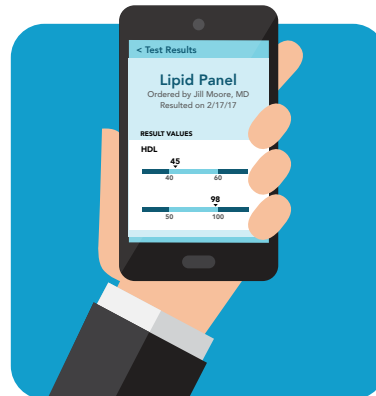 < Test Results
Lipid Panel
Ordered by Jill Moore, MD
Resulted on 2/17/17
RESULT VALUES
HDL
45
40 60
98
50 100